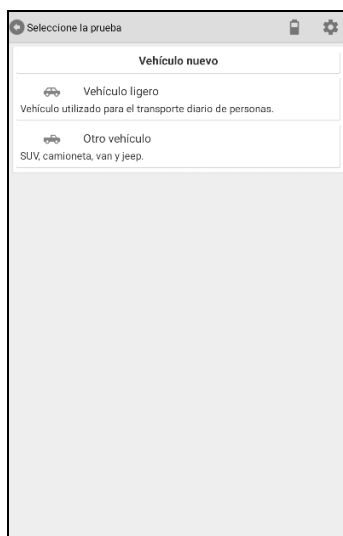 Seleccione la prueba
Vehículo nuevo
Vehículo ligero
Vehículo utilizado para el transporte diario de personas.
Otro vehículo
SUV, camioneta, van y jeep.